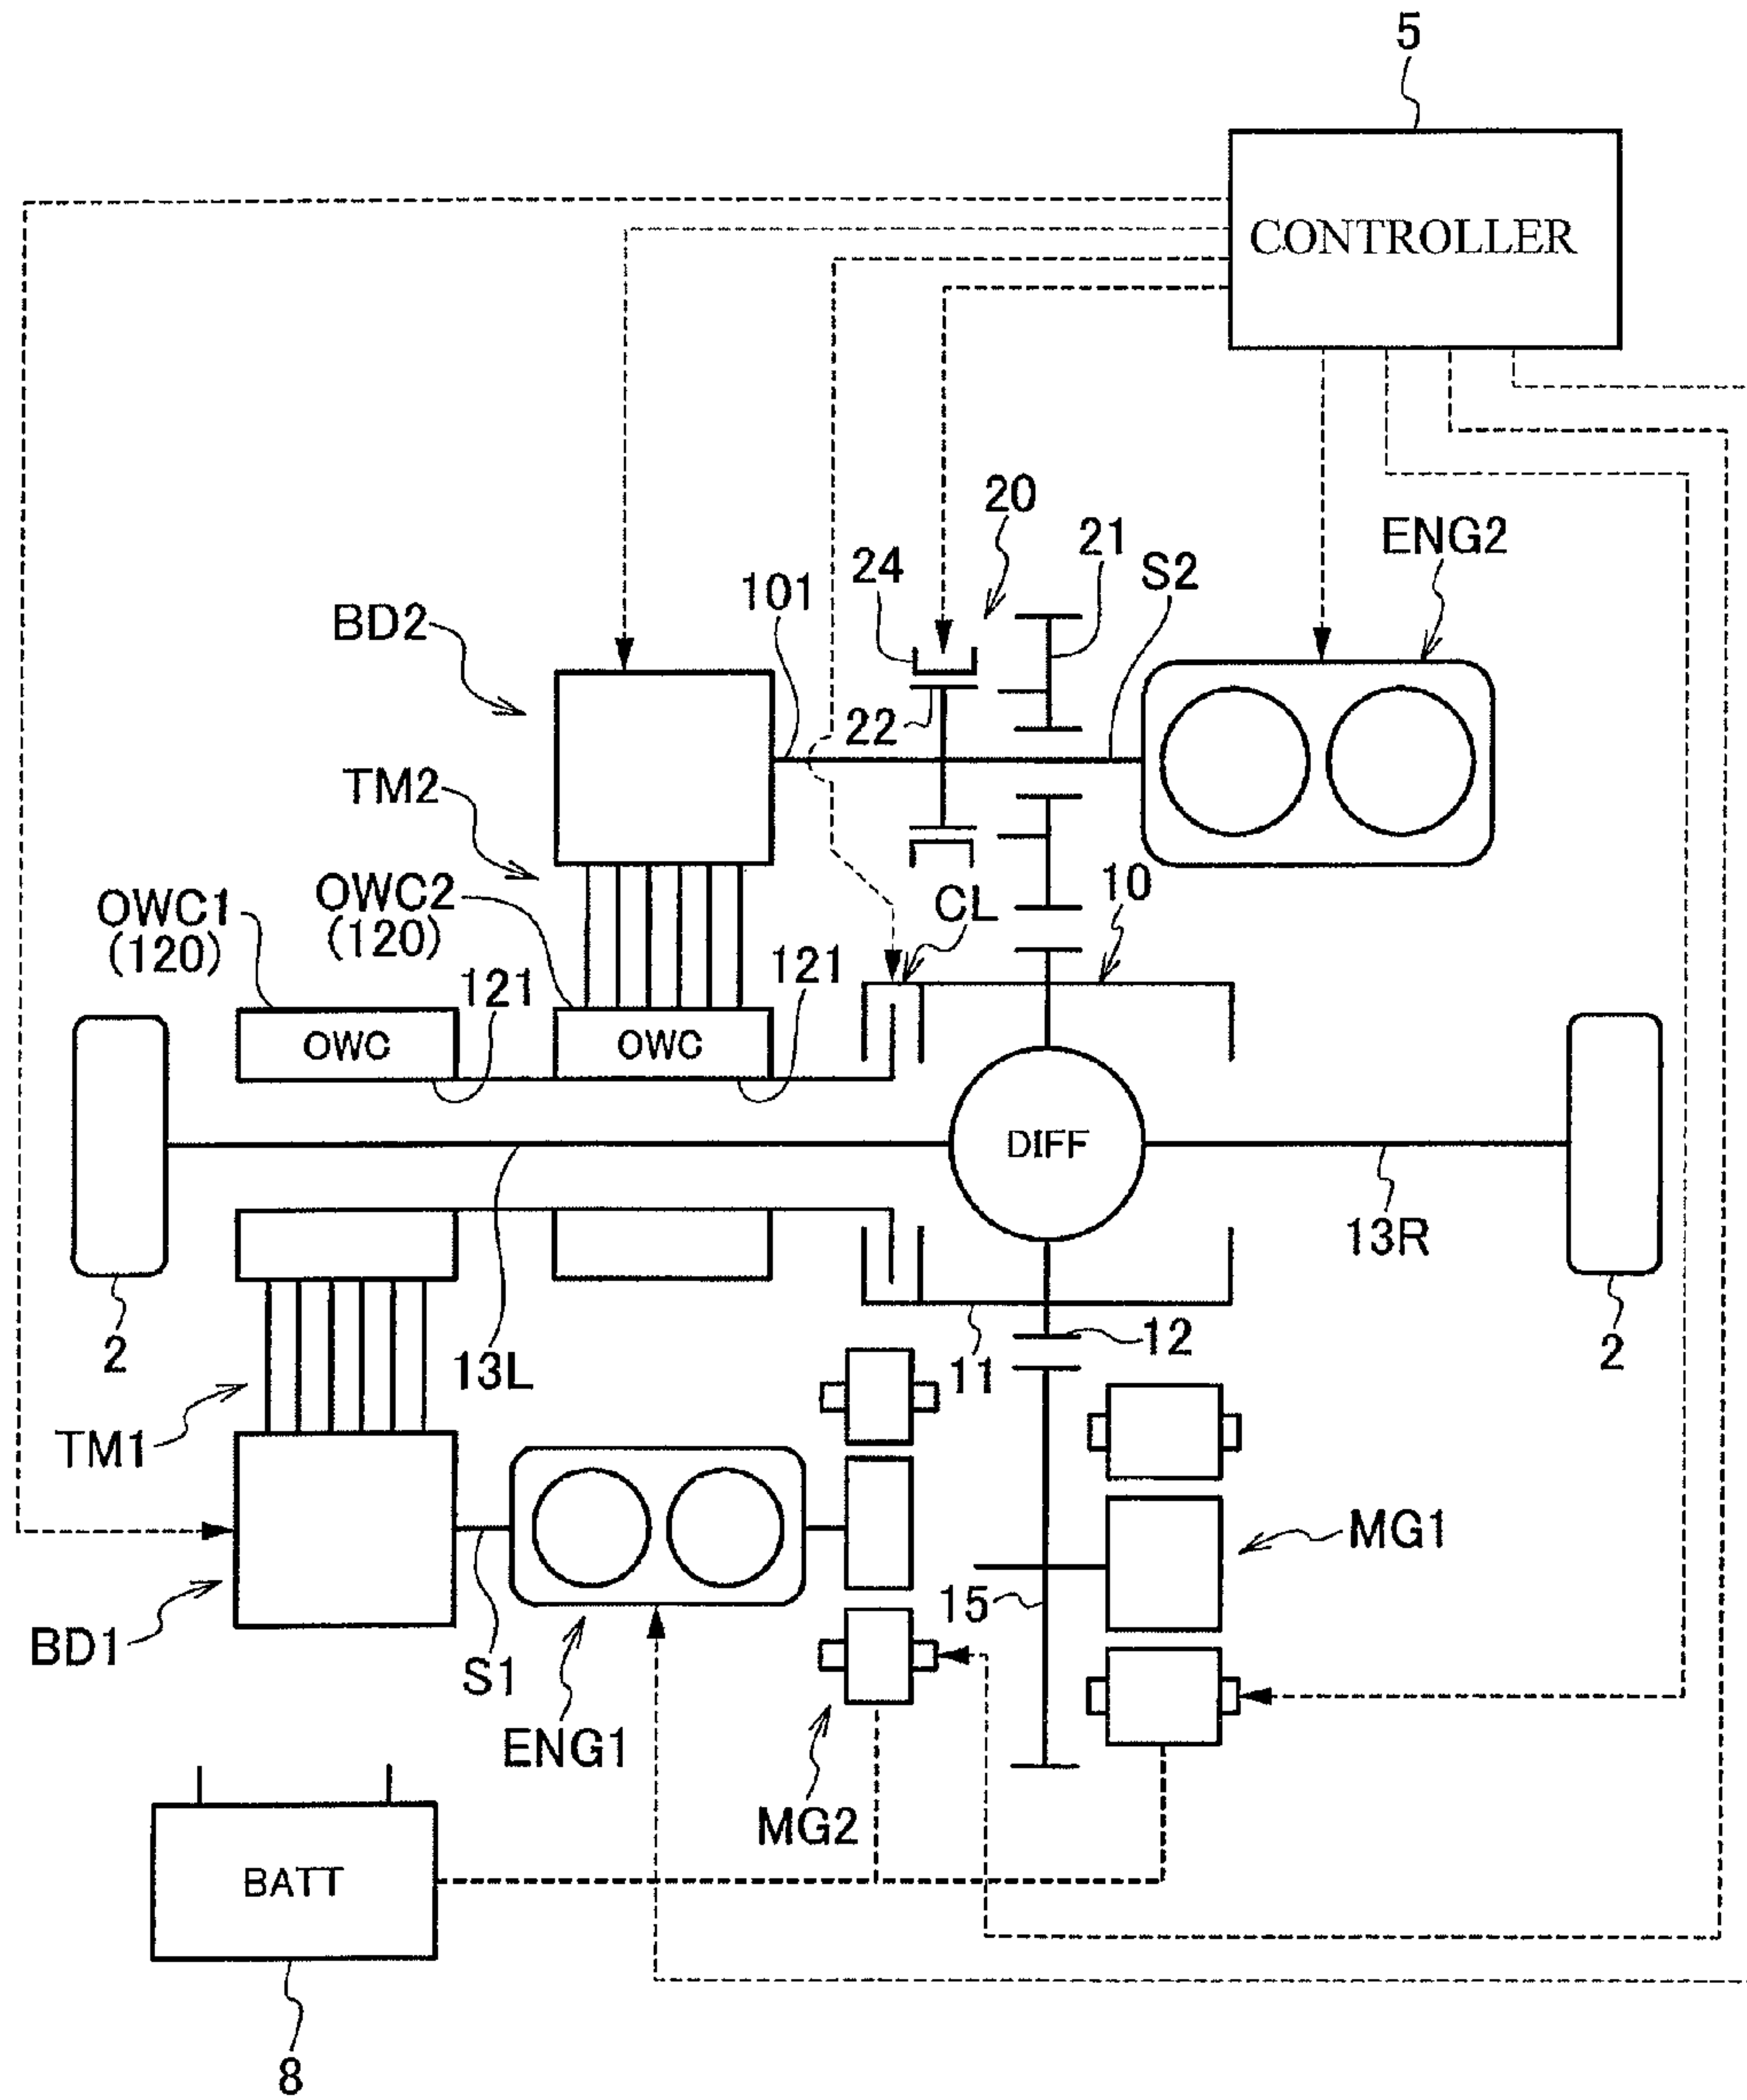 5
CONTROLLER
20
21
ENG2
24
S2
101
BD2
22
TM2
OWC2
(120)
CL
10
OWC1
(120)
121
121
OWC
OWC
DIFF
13R
2
13L
11
12
2
TM1
MG1
15
BD1
S1
ENG1
MG2
BATT
8